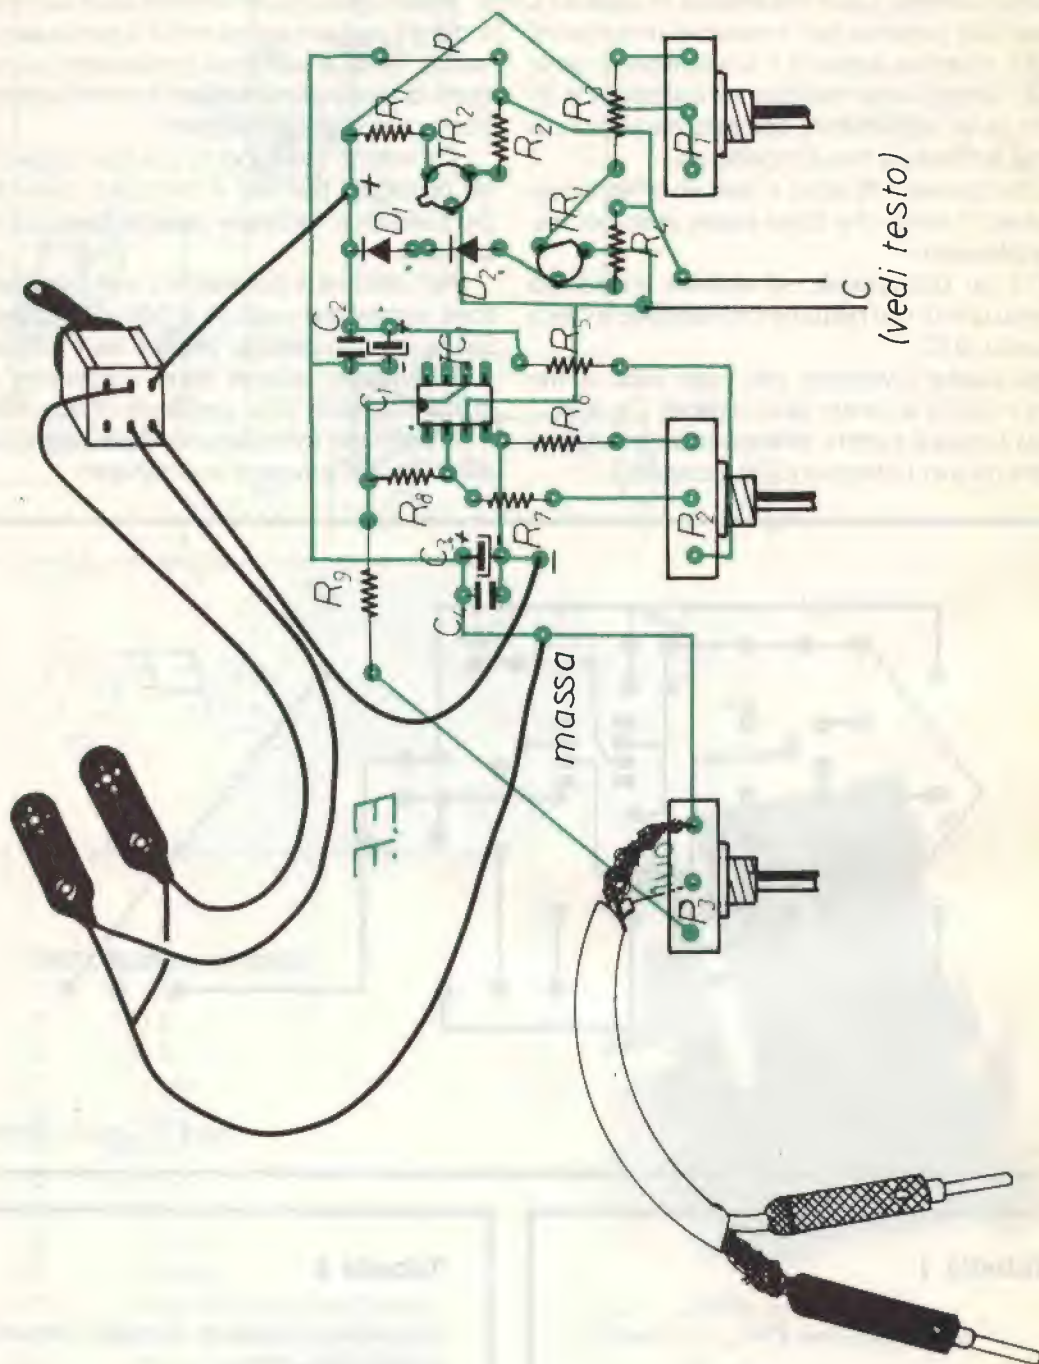 P
R1
TR2
R2
R3
P1
+
D1
D2
TR1
R4
C
(vedi testo)
C2
+
-
C1
IC1
R5
R6
R8
R7
P2
C3
+
-
R9
C4
massa
P3